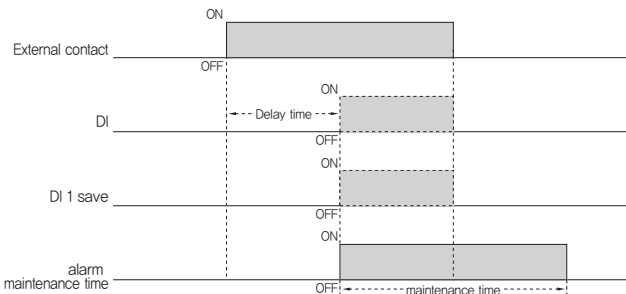 ON
External contact
OFF
ON
Delay time
DI
OFF
ON
DI 1 save
OFF
ON
alarm
maintenance time
OFF
maintenance time